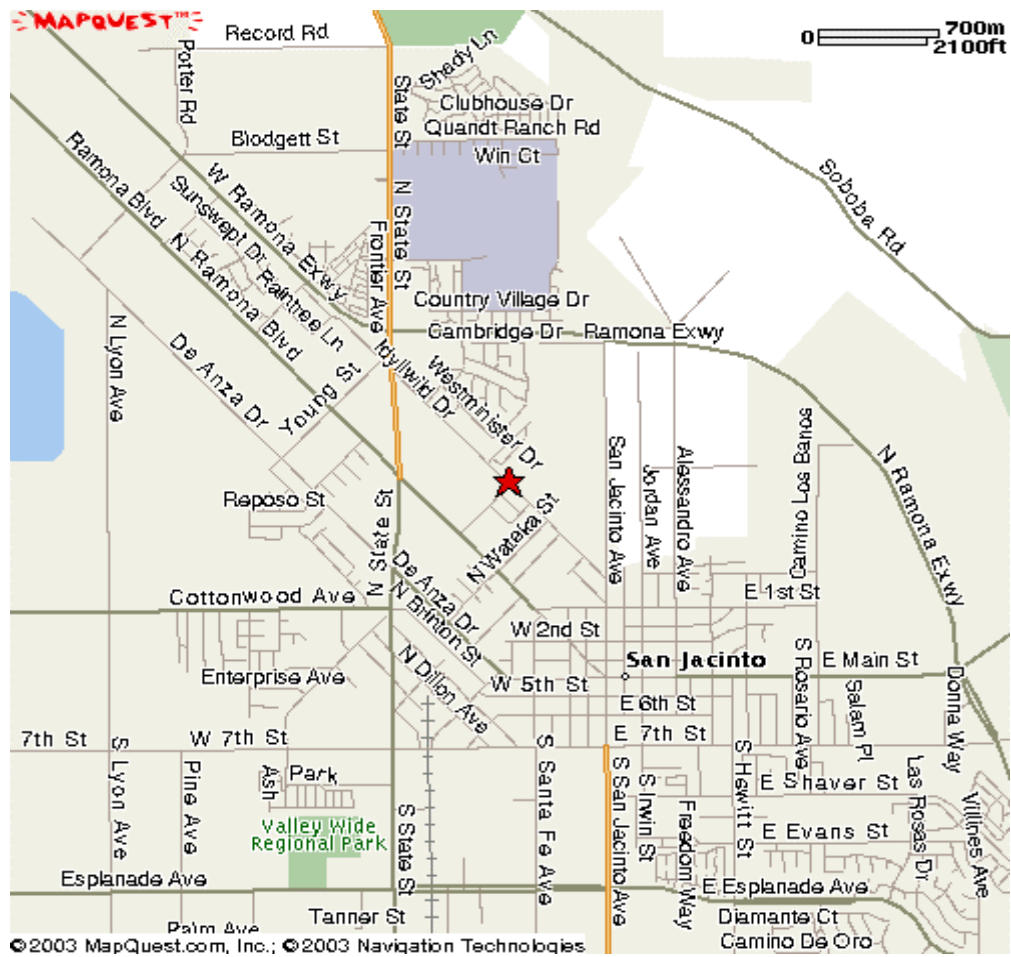 MAPQUEST™
Record Rd
0 700m
2100ft
Potter Rd
State St
Shedy Ln
Clubhouse Dr
Quandt Ranch Rd
Blodgett St
Win Ct
Soboba Rd
Ramona Blvd
W Ramona Exwy
Sunswept Dr
N State St
N Ramona Blvd
Raintree Ln
Frontier Ave
Country Village Dr
Cambridge Dr
Ramona Exwy
N Lyon Ave
De Anza Dr
Young St
Idyllwild Dr
Westminister Dr
San Jacinto Ave
Jordan Ave
Alessandro Ave
Camino Los Banos
N Ramona Exwy
Reposo St
N State St
N Wateka St
De Anza Dr
N Brinton St
Cottonwood Ave
E 1st St
W 2nd St
San Jacinto
E Main St
N Dillon Ave
Enterprise Ave
W 5th St
E 6th St
S Rosario Ave
Salam Pl
Donna Way
7th St
W 7th St
E 7th St
S Lyon Ave
Pine Ave
Ash
Park
S Santa Fe Ave
S San Jacinto Ave
S Irwin St
Freedom Way
S Hewitt St
E Shaver St
Las Rosas Dr
Villines Ave
Valley Wide
Regional Park
S State St
E Evans St
Esplanade Ave
E Esplanade Ave
Tanner St
Diamante Ct
Palm Ave
Camino De Oro
©2003 MapQuest.com, Inc.; ©2003 Navigation Technologies